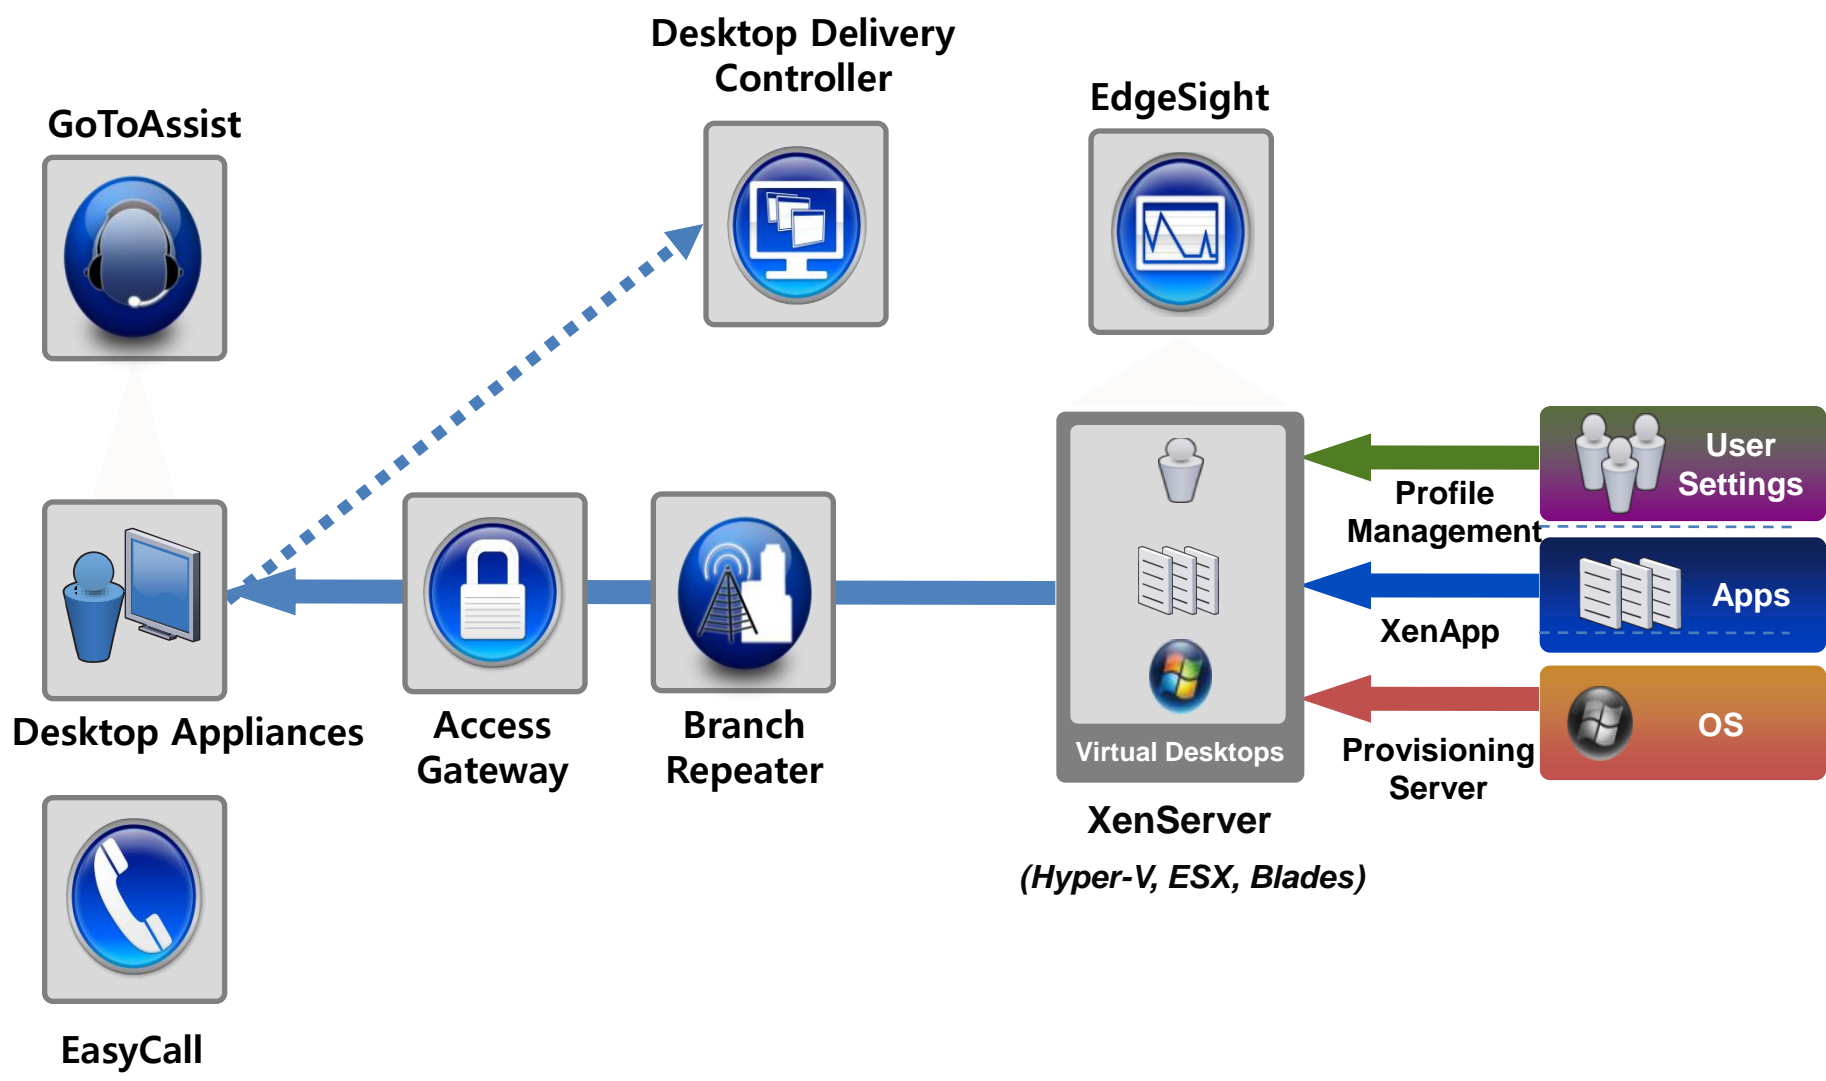 Desktop Delivery
Controller
EdgeSight
GoToAssist
User
Settings
Profile
Management
Apps
XenApp
OS
Provisioning
Server
Virtual Desktops
Desktop Appliances
Access
Gateway
Branch
Repeater
XenServer
(Hyper-V, ESX, Blades)
EasyCall